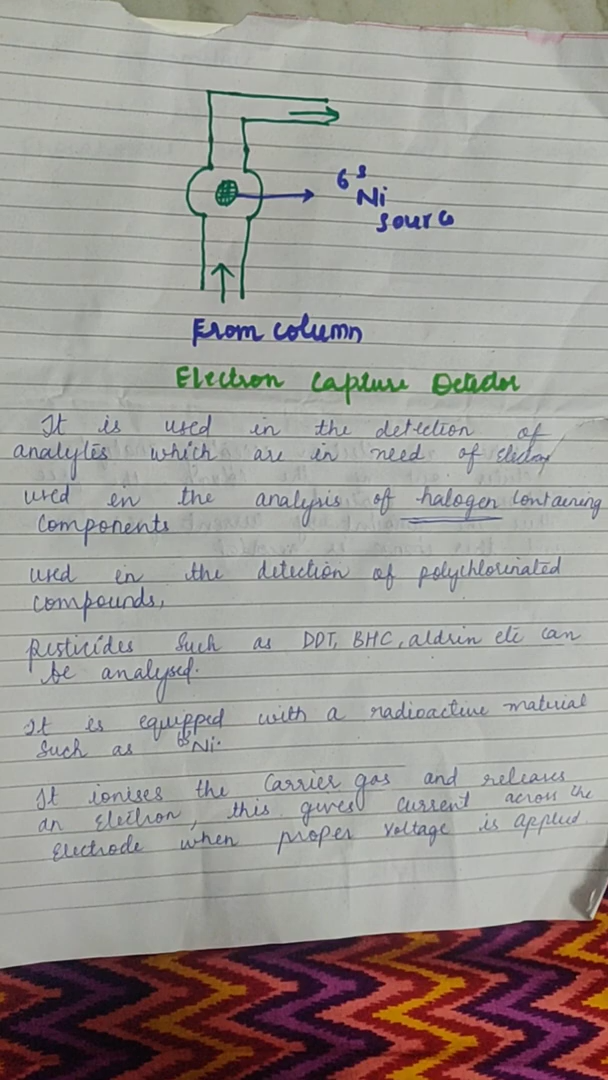 63
Ni
Source
From column
Electron Capture Detector
It is used in the detection of
analytes which are in need of
used in the analysis of halogen containing
components
used in the detection of polychlorinated
compounds,
pesticides such as DDT, BHC, aldrin etc can
be analysed.
It is equipped with a radioactive material
such as 63Ni.
It ionises the carrier gas and releases
an electron, this gives current across the
electrode when proper voltage is applied.